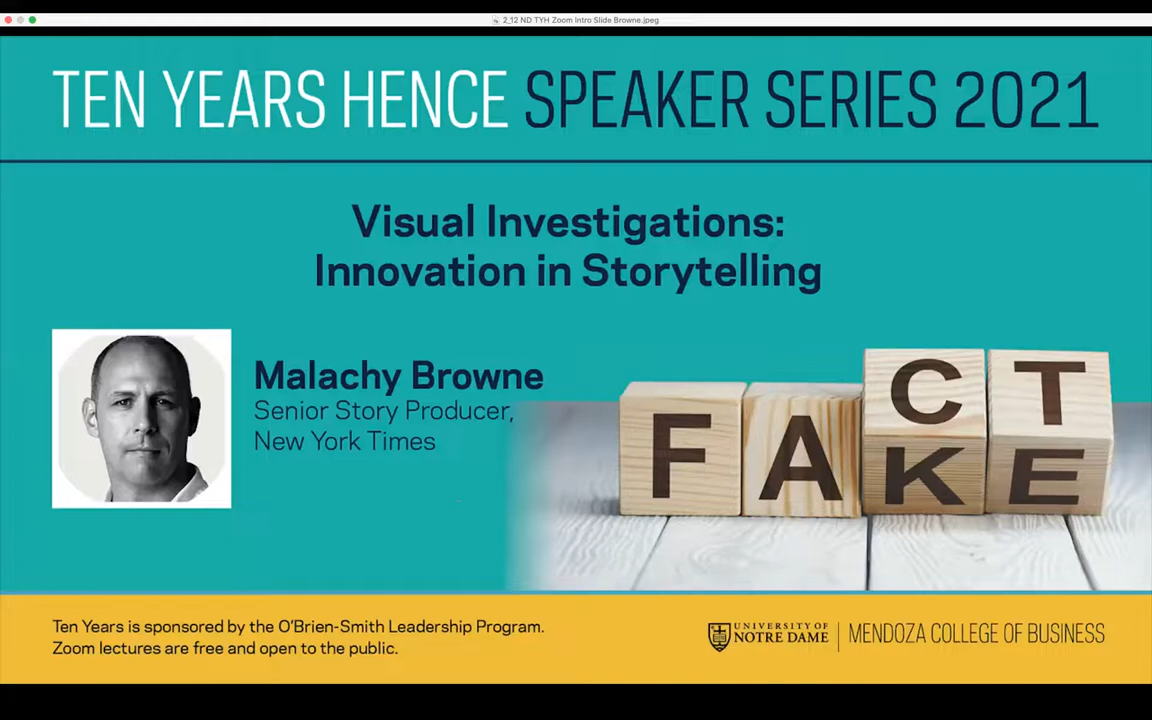 2_12 ND TYH Zoom Intro Slide Browne.jpeg
TEN YEARS HENCE SPEAKER SERIES 2021
Visual Investigations:
Innovation in Storytelling
Malachy Browne
Senior Story Producer,
New York Times
CT
FAKE
Ten Years is sponsored by the O'Brien-Smith Leadership Program.
Zoom lectures are free and open to the public.
UNIVERSITY OF
NOTRE DAME
MENDOZA COLLEGE OF BUSINESS